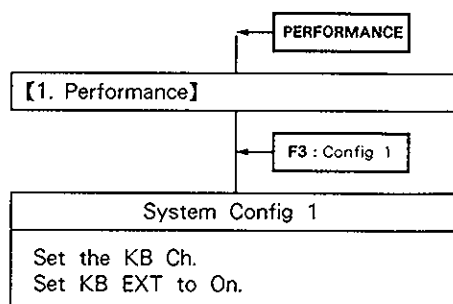 PERFORMANCE
【1. Performance】
F3 : Config 1
System Config 1
Set the KB Ch.
Set KB EXT to On.